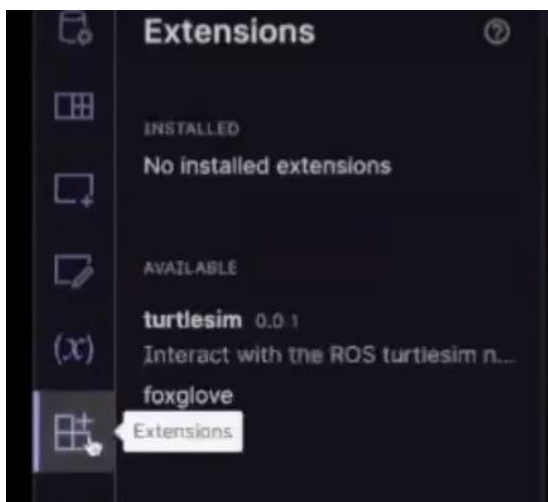 Extensions
INSTALLED
No installed extensions
AVAILABLE
turtlesim 0.0.1
Interact with the ROS turtlesim n...
foxglove
(x)
Extensions